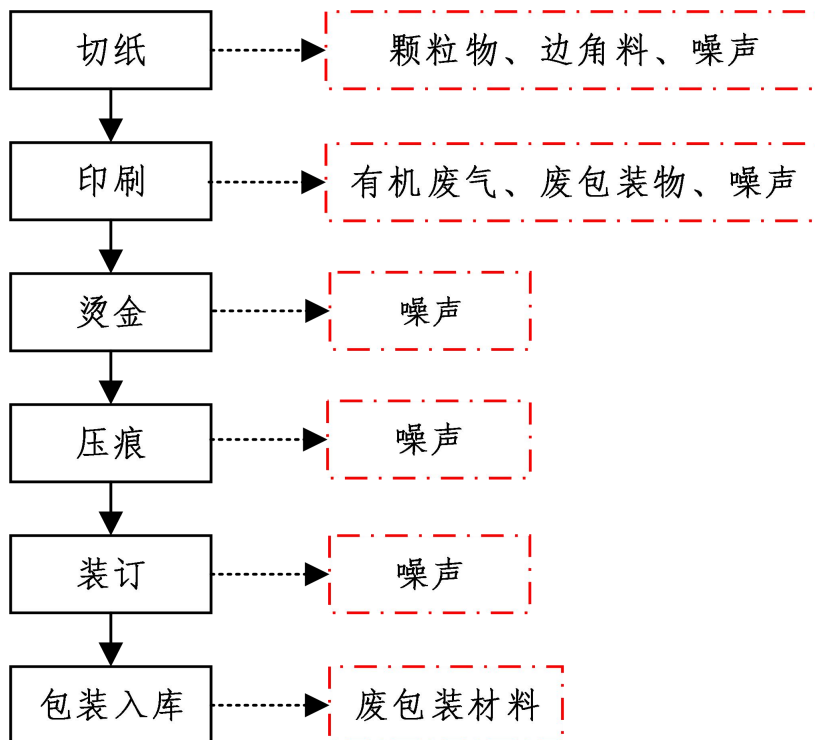 切纸
颗粒物、边角料、噪声
印刷
有机废气、废包装物、噪声
烫金
噪声
压痕
噪声
装订
噪声
包装入库
废包装材料